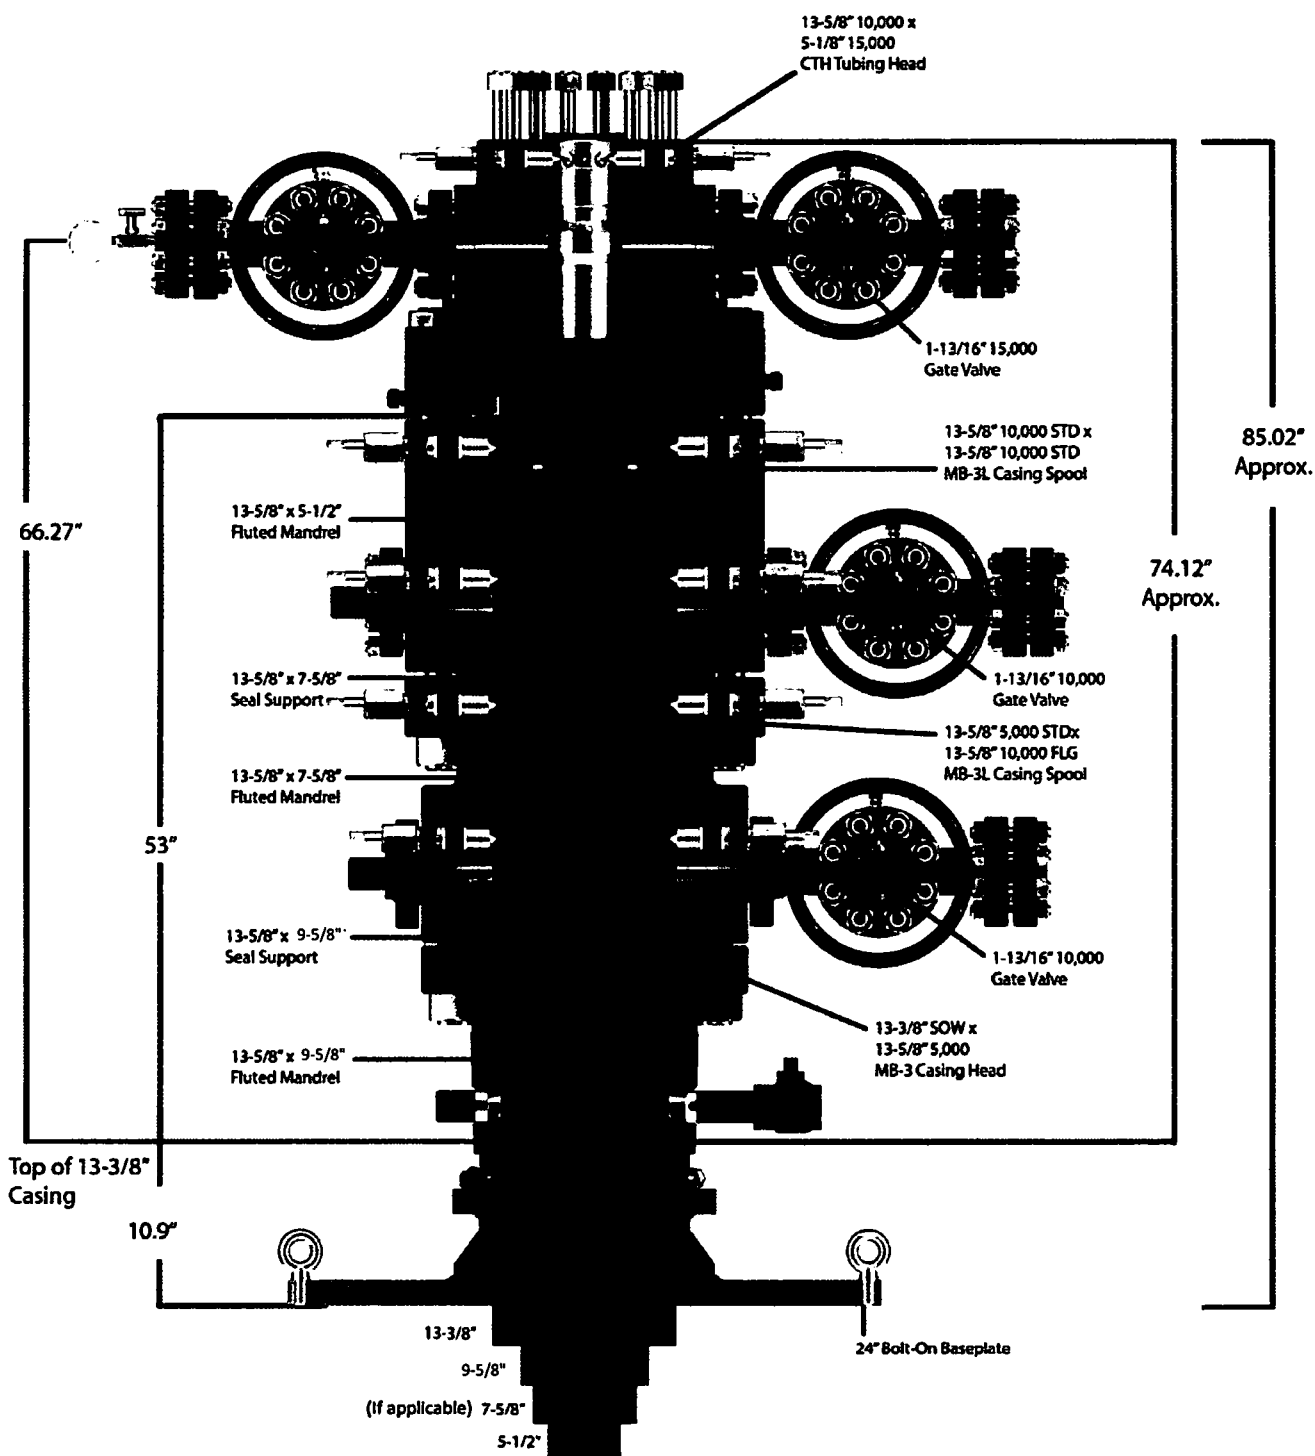 13-5/8" 10,000 x
5-1/8" 15,000
CTH Tubing Head
1-13/16" 15,000
Gate Valve
13-5/8" 10,000 STD x
13-5/8" 10,000 STD
MB-3L Casing Spool
85.02"
Approx.
66.27"
13-5/8" x 5-1/2"
Fluted Mandrel
74.12"
Approx.
13-5/8" x 7-5/8"
Seal Support
1-13/16" 10,000
Gate Valve
13-5/8" 5,000 STDx
13-5/8" 10,000 FLG
MB-3L Casing Spool
13-5/8" x 7-5/8"
Fluted Mandrel
53"
13-5/8" x 9-5/8"
Seal Support
1-13/16" 10,000
Gate Valve
13-3/8" SOW x
13-5/8" 5,000
MB-3 Casing Head
13-5/8" x 9-5/8"
Fluted Mandrel
Top of 13-3/8"
Casing
10.9"
13-3/8"
24" Bolt-On Baseplate
9-5/8"
(If applicable) 7-5/8"
5-1/2"